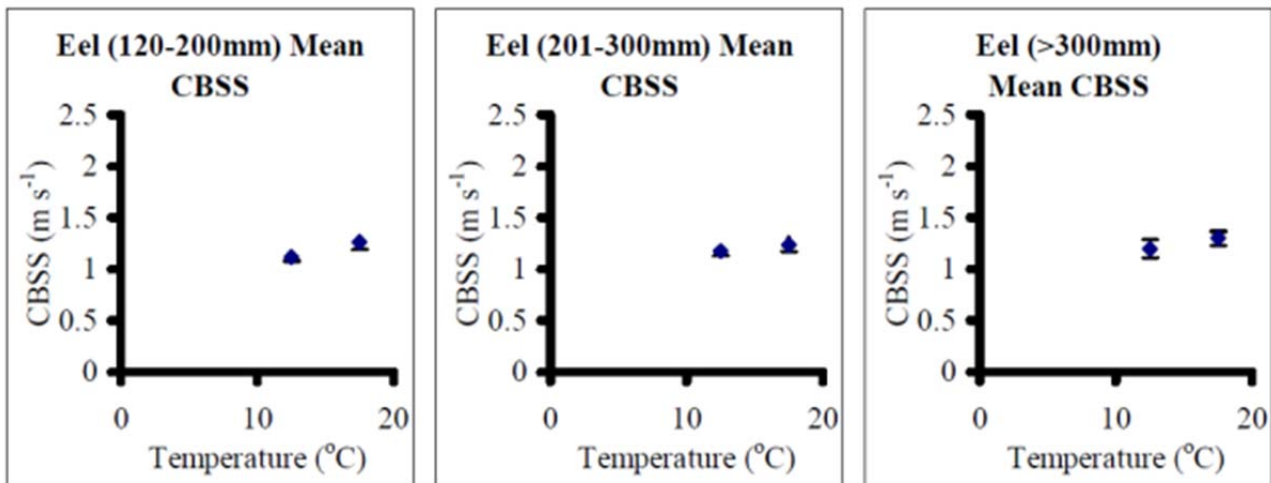 Eel (120-200mm) Mean
CBSS
2.5
2
1.5
1
0.5
0
CBSS (m s⁻¹)
0 10 20
Temperature (°C)
Eel (201-300mm) Mean
CBSS
2.5
2
1.5
1
0.5
0
CBSS (m s⁻¹)
0 10 20
Temperature (°C)
Eel (>300mm)
Mean CBSS
2.5
2
1.5
1
0.5
0
CBSS (m s⁻¹)
0 10 20
Temperature (°C)